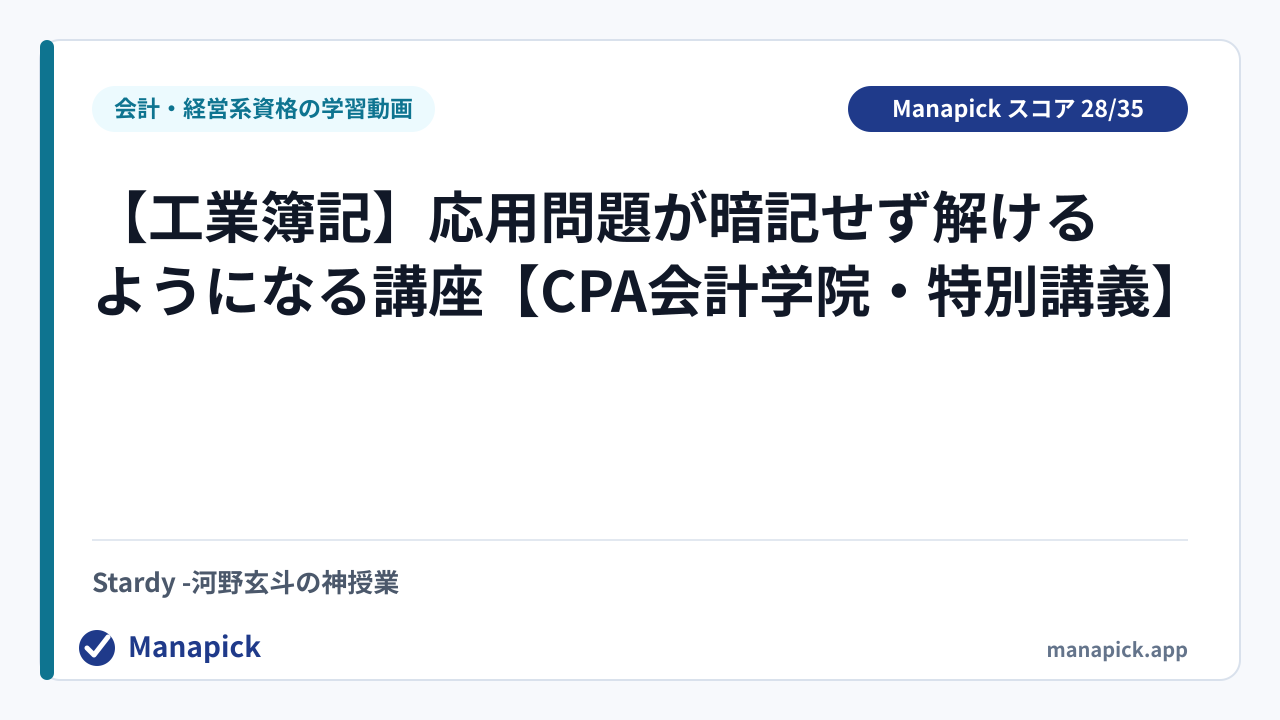 会計・経営系資格の学習動画
Manapick スコア 28/35
【工業簿記】応用問題が暗記せず解ける
ようになる講座【CPA会計学院・特別講義】
Stardy -河野玄斗の神授業
Manapick
manapick.app